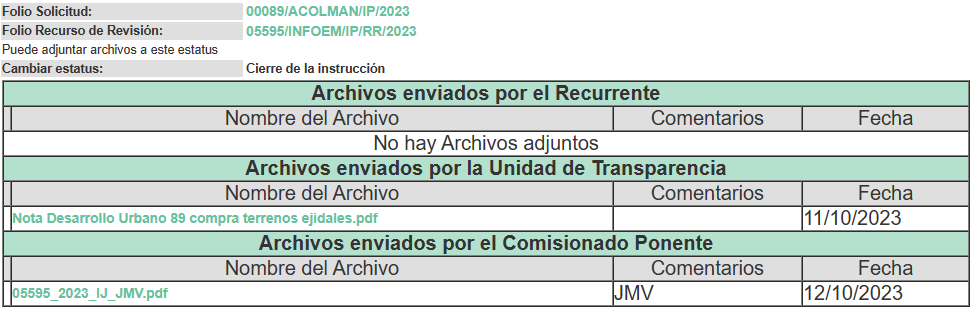 Folio Solicitud: 00089/ACOLMAN/IP/2023
Folio Recurso de Revisión: 05595/INFOEM/IP/RR/2023
Puede adjuntar archivos a este estatus
Cambiar estatus: Cierre de la instrucción
Archivos enviados por el Recurrente
Nombre del Archivo Comentarios Fecha
No hay Archivos adjuntos
Archivos enviados por la Unidad de Transparencia
Nombre del Archivo Comentarios Fecha
Nota Desarrollo Urbano 89 compra terrenos ejidales.pdf 11/10/2023
Archivos enviados por el Comisionado Ponente
Nombre del Archivo Comentarios Fecha
05595_2023_IJ_JMV.pdf JMV 12/10/2023